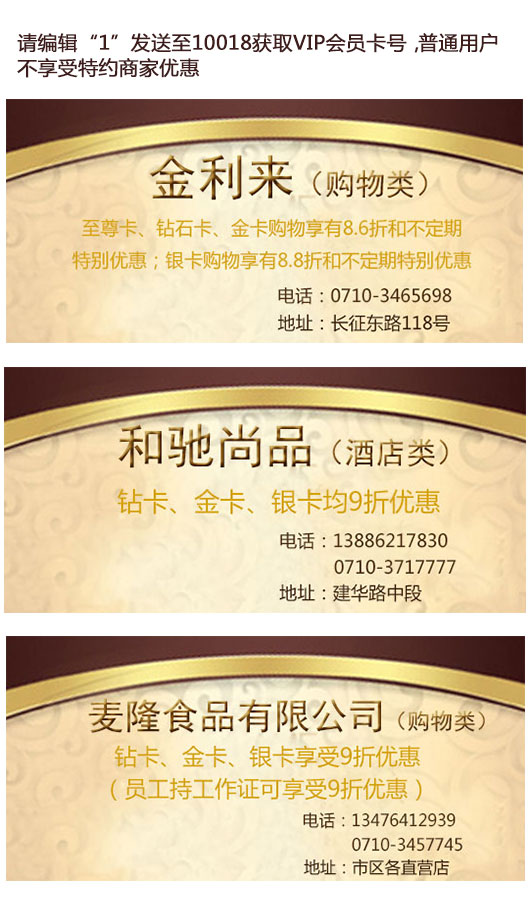 请编辑“1”发送至10018获取VIP会员卡号 ,普通用户
不享受特约商家优惠
金利来（购物类）
至尊卡、钻石卡、金卡购物享有8.6折和不定期
特别优惠；银卡购物享有8.8折和不定期特别优惠
电话：0710-3465698
地址：长征东路118号
和驰尚品（酒店类）
钻卡、金卡、银卡均9折优惠
电话：13886217830
0710-3717777
地址：建华路中段
麦隆食品有限公司（购物类）
钻卡、金卡、银卡享受9折优惠
（员工持工作证可享受9折优惠）
电话：13476412939
0710-3457745
地址：市区各直营店